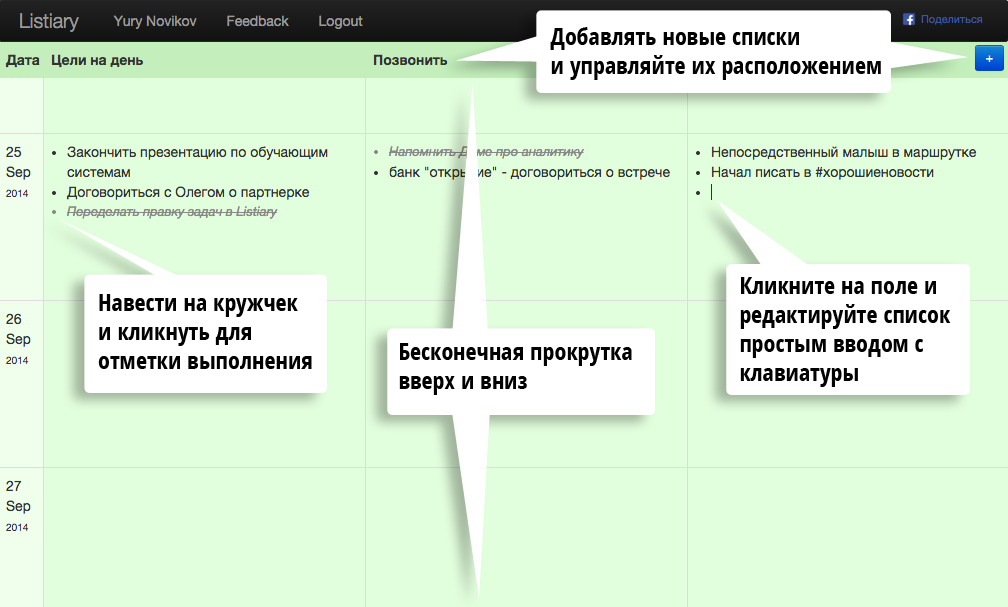 Listiary Yury Novikov Feedback Logout Поделиться
Добавлять новые списки
и управляйте их расположением
Дата Цели на день Позвонить +
25
Sep
2014
Закончить презентацию по обучающим
системам
Договориться с Олегом о партнерке
Переделать правку задач в Listiary
Напомнить Диме про аналитику
банк "открытие" - договориться о встрече
Непосредственный малыш в маршрутке
Начал писать в #хорошиеновости
Навести на кружчек
и кликнуть для
отметки выполнения
Бесконечная прокрутка
вверх и вниз
Кликните на поле и
редактируйте список
простым вводом с
клавиатуры
26
Sep
2014
27
Sep
2014